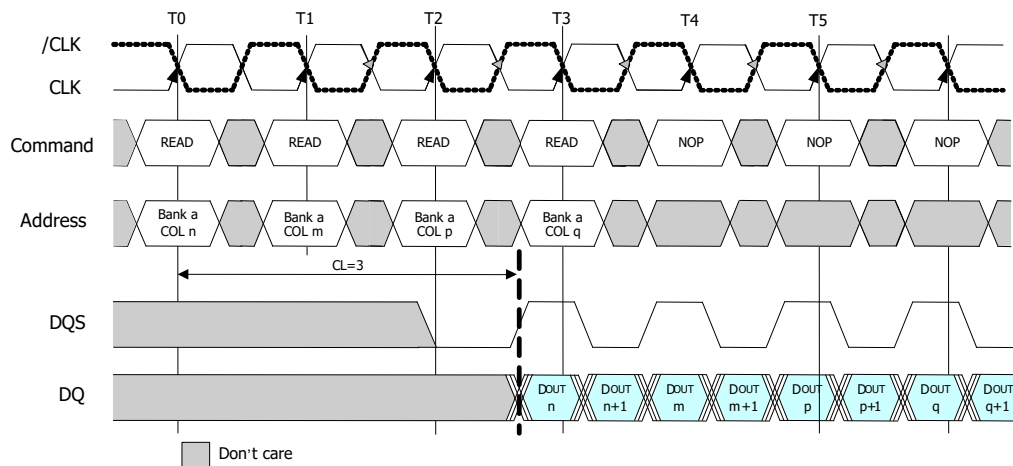 T0 T1 T2 T3 T4 T5
/CLK
CLK
Command READ READ READ READ NOP NOP NOP
Address Bank a COL n Bank a COL m Bank a COL p Bank a COL q
CL=3
DQS
DQ DOUT n DOUT n+1 DOUT m DOUT m+1 DOUT p DOUT p+1 DOUT q DOUT q+1
Don't care